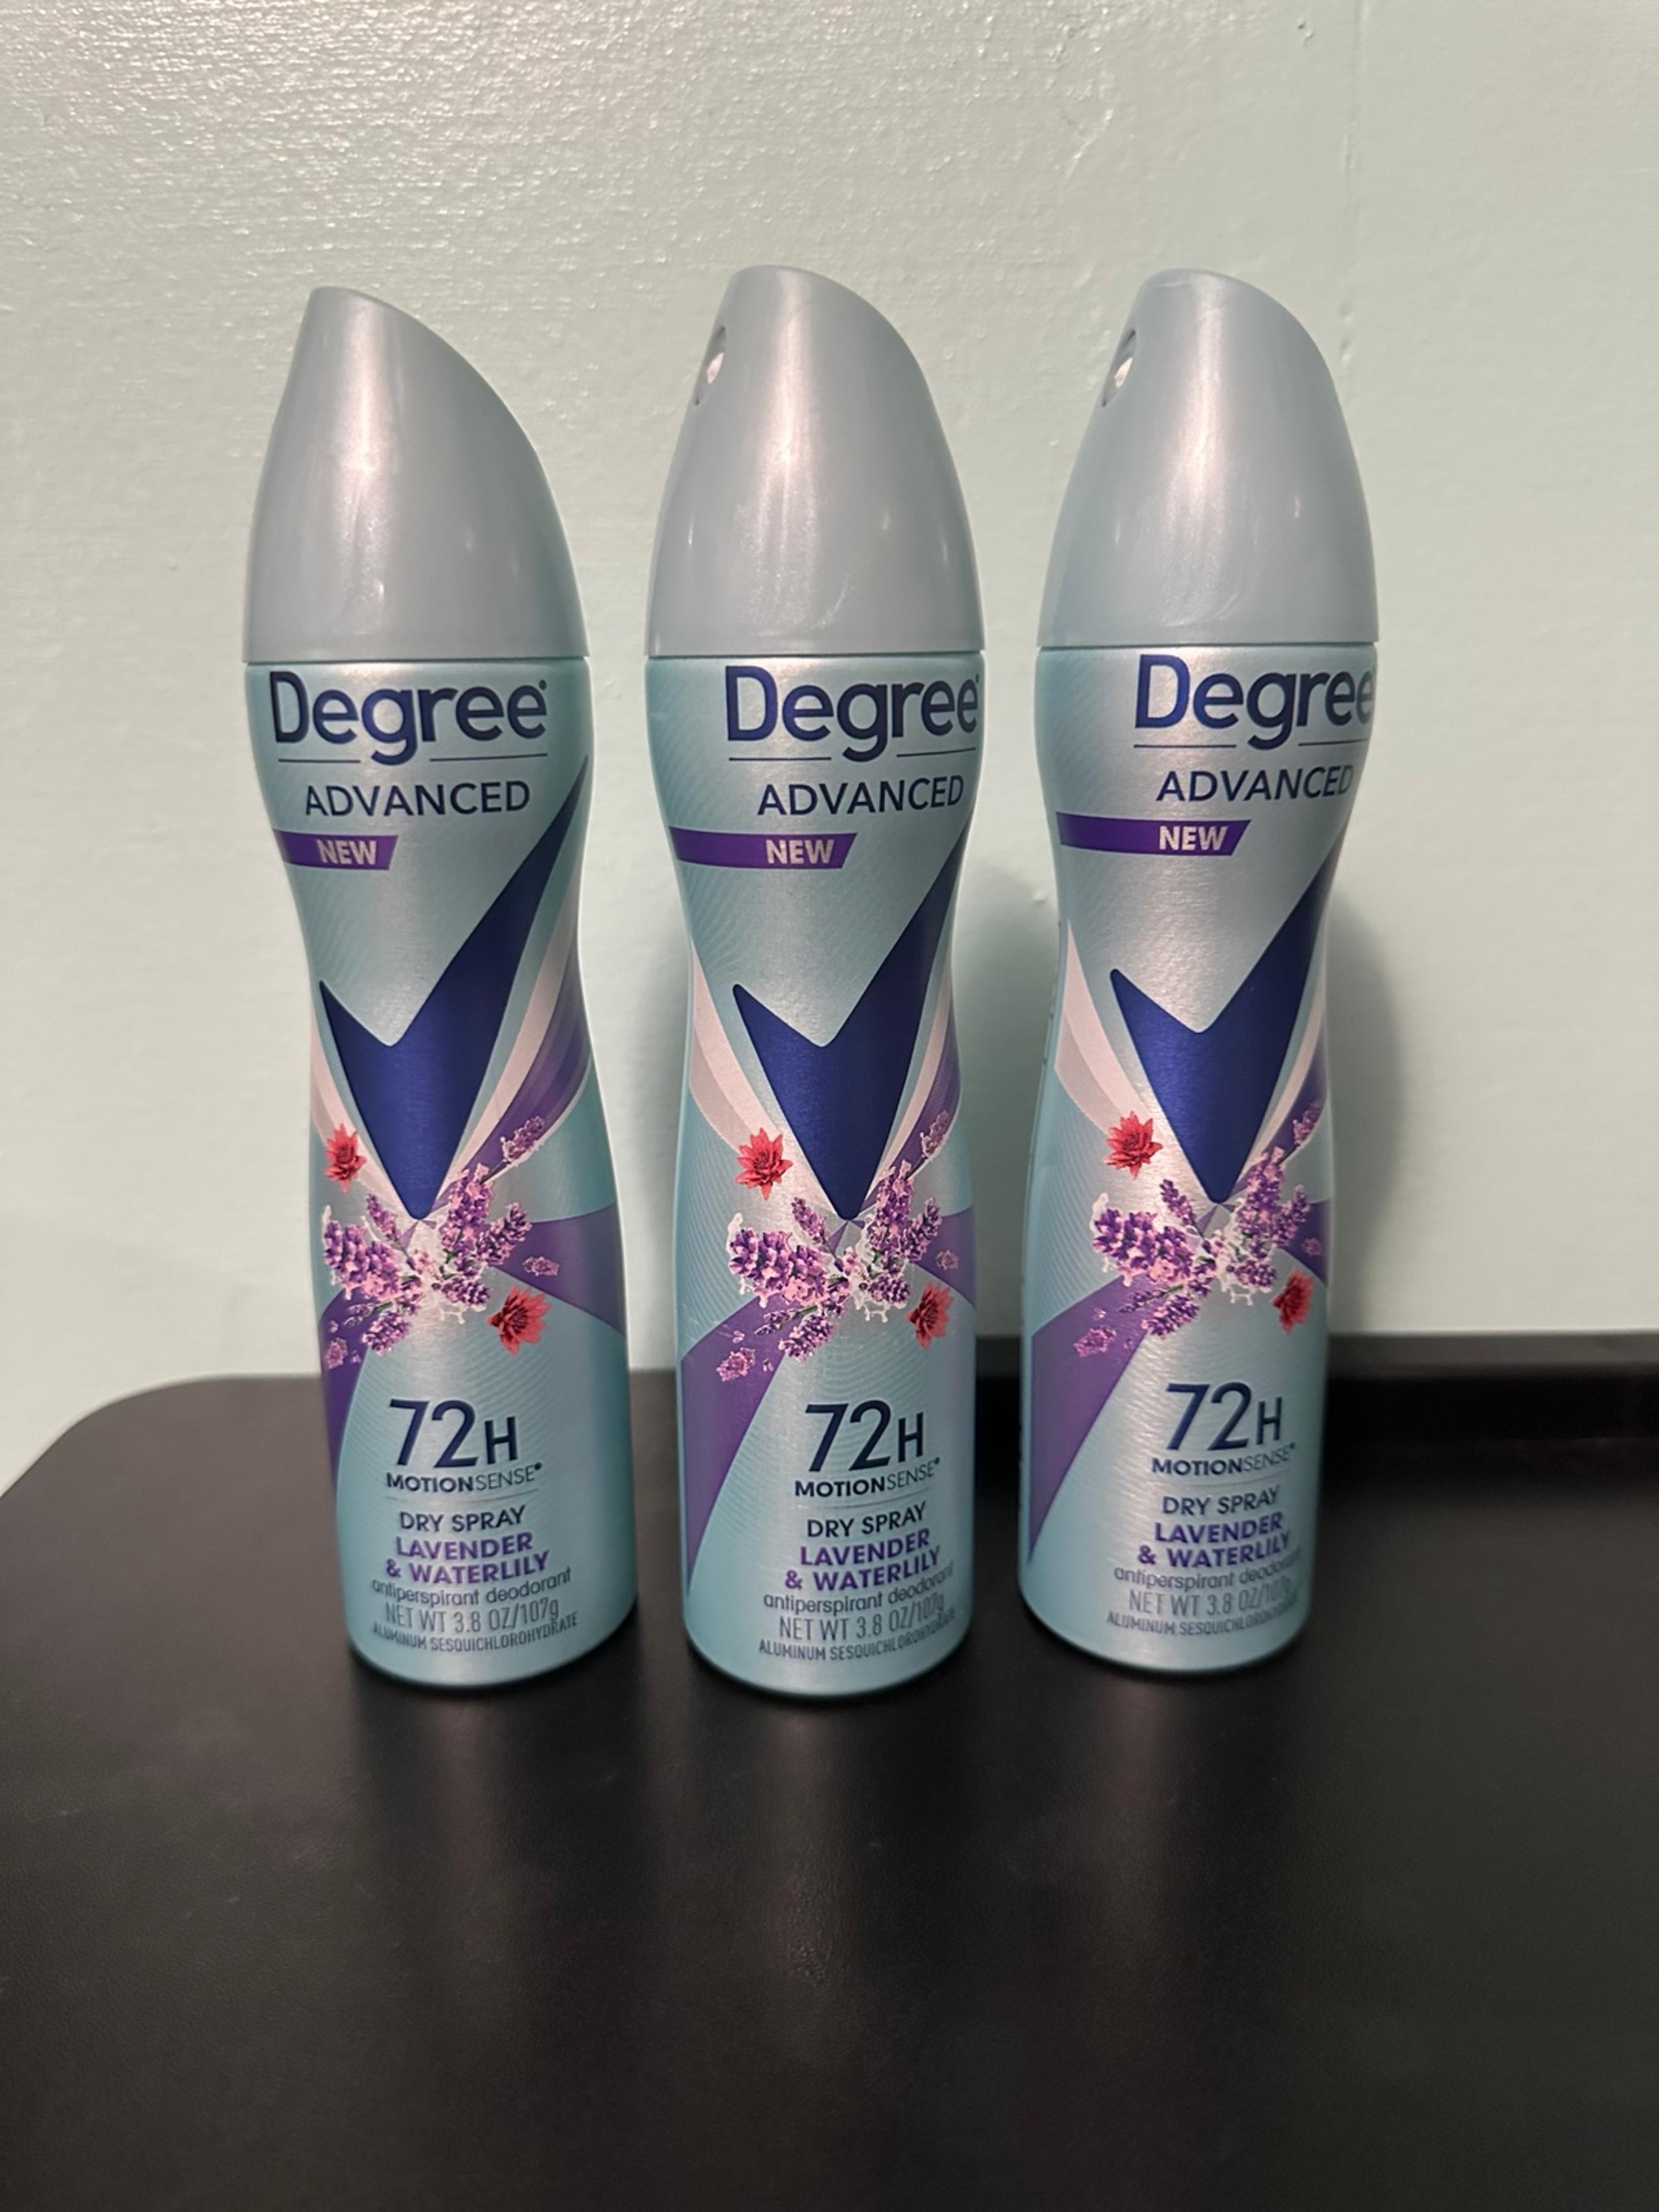 Degree
ADVANCED
NEW
72H
MOTIONSENSE®
DRY SPRAY
LAVENDER
& WATERLILY
antiperspirant deodorant
NET WT 3.8 OZ/107g
ALUMINUM SESQUICHLOROHYDRATE
Degree
ADVANCED
NEW
72H
MOTIONSENSE®
DRY SPRAY
LAVENDER
& WATERLILY
antiperspirant deodorant
NET WT 3.8 OZ/107g
ALUMINUM SESQUICHLOROHYDRATE
Degree
ADVANCED
NEW
72H
MOTIONSENSE®
DRY SPRAY
LAVENDER
& WATERLILY
antiperspirant deodorant
NET WT 3.8 OZ/107g
ALUMINUM SESQUICHLOROHYDRATE